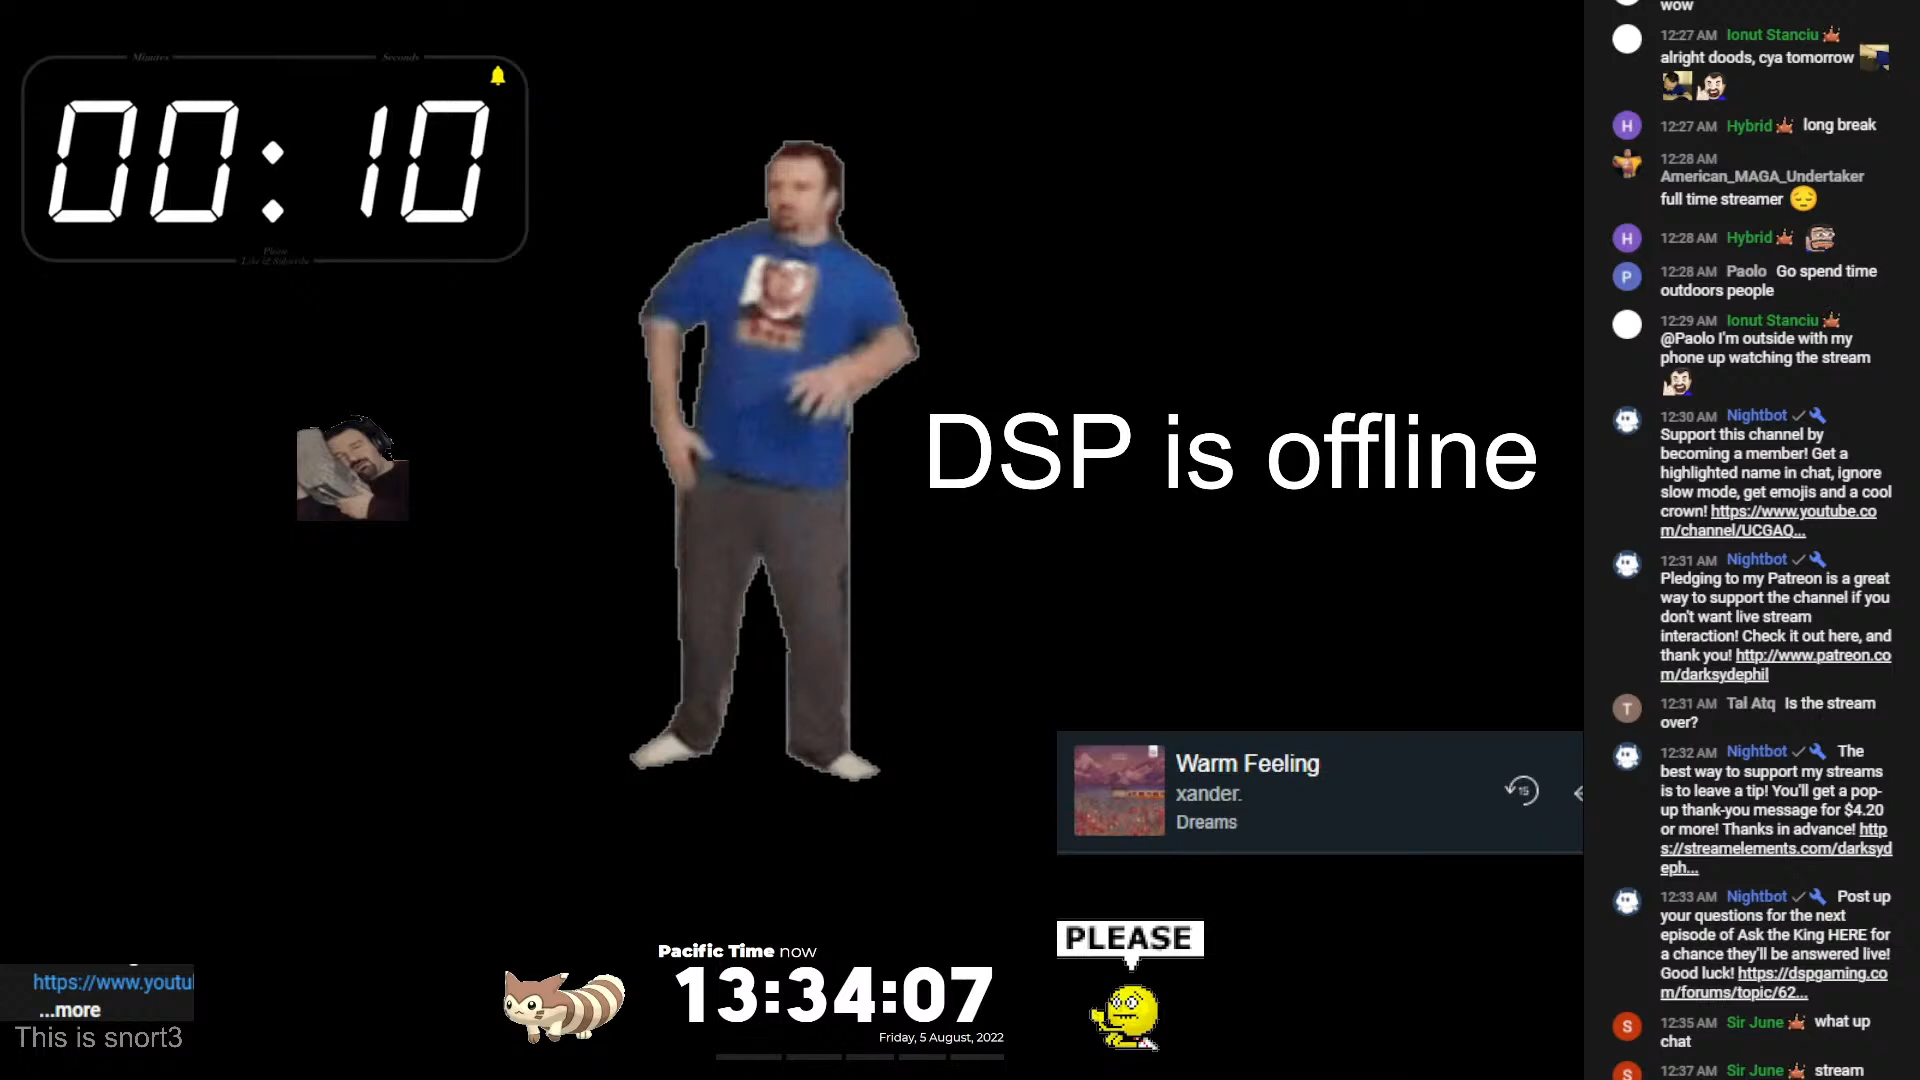 Minutes
Seconds
00:10
Please
Like & Subscribe
DSP is offline
Warm Feeling
xander.
Dreams
15
PLEASE
Pacific Time now
13:34:07
Friday, 5 August, 2022
https://www.youtu
...more
This is snort3
wow
12:27 AM Ionut Stanciu
alright doods, cya tomorrow
H
12:27 AM Hybrid long break
12:28 AM
American_MAGA_Undertaker
full time streamer
H
12:28 AM Hybrid
P
12:28 AM Paolo Go spend time
outdoors people
12:29 AM Ionut Stanciu
@Paolo I'm outside with my
phone up watching the stream
12:30 AM Nightbot
Support this channel by
becoming a member! Get a
highlighted name in chat, ignore
slow mode, get emojis and a cool
crown! https://www.youtube.co
m/channel/UCGAQ...
12:31 AM Nightbot
Pledging to my Patreon is a great
way to support the channel if you
don't want live stream
interaction! Check it out here, and
thank you! http://www.patreon.co
m/darksydephil
T
12:31 AM Tal Atq Is the stream
over?
12:32 AM Nightbot The
best way to support my streams
is to leave a tip! You'll get a pop-
up thank-you message for $4.20
or more! Thanks in advance! http
s://streamelements.com/darksyd
eph...
12:33 AM Nightbot Post up
your questions for the next
episode of Ask the King HERE for
a chance they'll be answered live!
Good luck! https://dspgaming.co
m/forums/topic/62...
S
12:35 AM Sir June what up
chat
S
12:37 AM Sir June stream